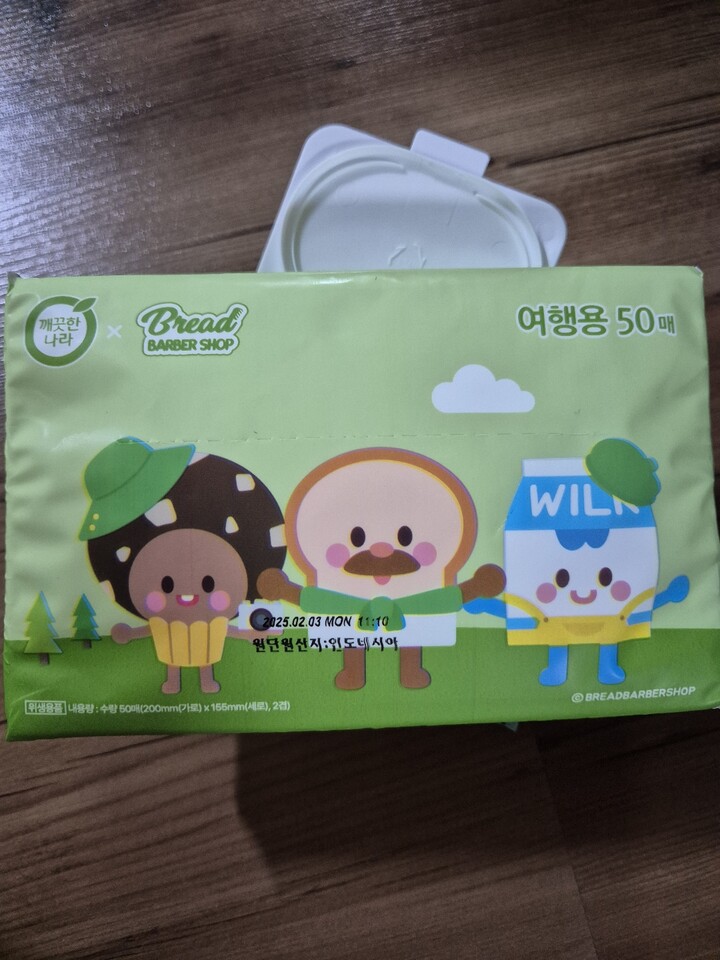 깨끗한
나라
×
Bread
BARBER SHOP
여행용 50매
WILK
2025.02.03 MON 11:10
원단원산지:인도네시아
위생용품 내용량 : 수량 50매(200mm(가로) x 155mm(세로), 2겹)
© BREADBARBERSHOP